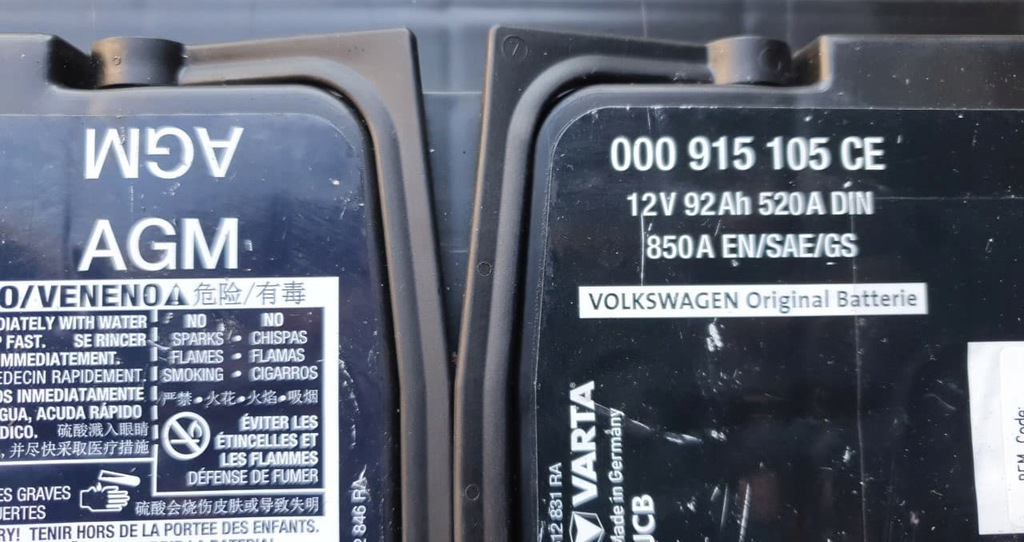 AGM
AGM
O/VENENO 危险/有毒
DIATELY WITH WATER
FAST. SE RINCER
IMMEDIATEMENT.
MEDECIN RAPIDEMENT.
OS INMEDIATAMENTE
AGUA, ACUDA RÁPIDO
DICO. 硫酸溅入眼睛
, 并尽快采取医疗措施
NO NO
SPARKS • CHISPAS
FLAMES • FLAMAS
SMOKING • CIGARROS
严禁•火花•火焰•吸烟
ÉVITER LES
ÉTINCELLES ET
LES FLAMMES
DÉFENSE DE FUMER
ES GRAVES
UERTES
硫酸会烧伤皮肤或导致失明
RY! TENIR HORS DE LA PORTEE DES ENFANTS.
846 RA
000 915 105 CE
12V 92Ah 520A DIN
850A EN/SAE/GS
VOLKSWAGEN Original Batterie
VARTA®
Made in Germany
JCB
12 831 RA
BEM Code: